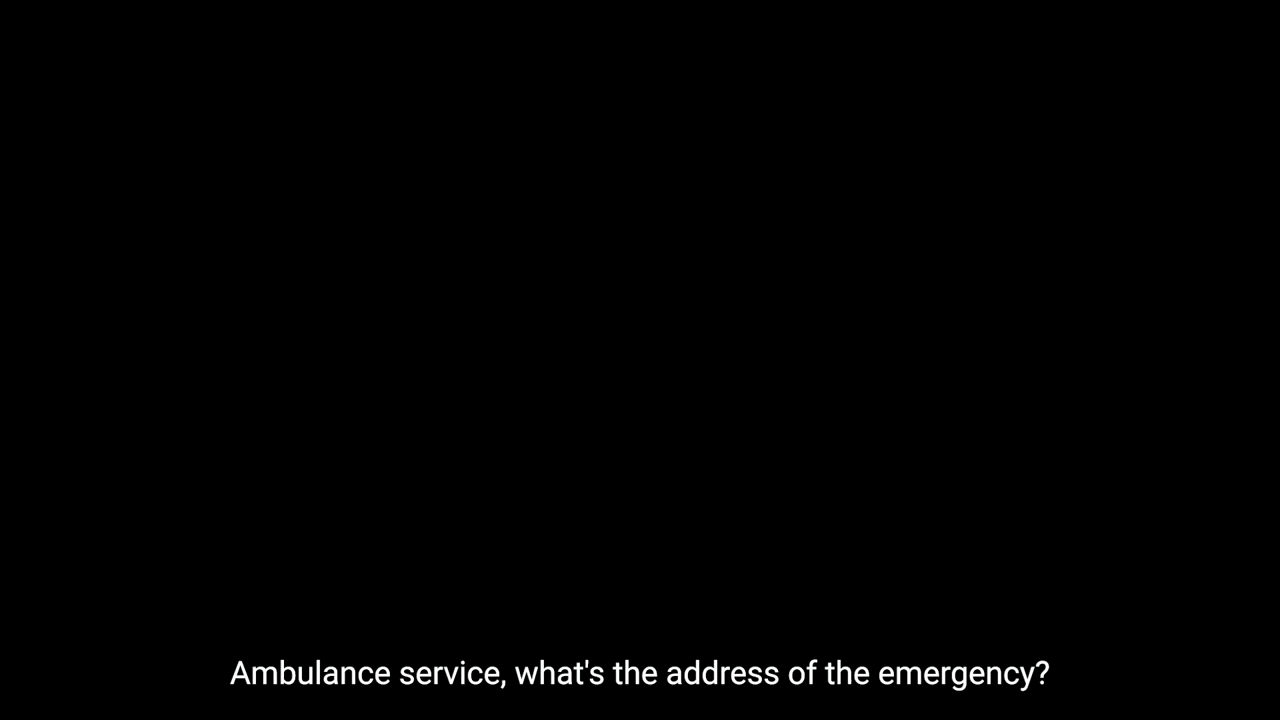 Ambulance service, what's the address of the emergency?